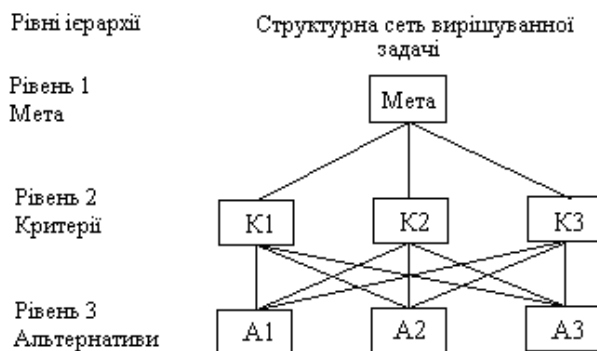 Рівні ієрархії
Структурна сеть вирішуванної
задачі
Рівень 1
Мета
Мета
Рівень 2
Критерії
К1
К2
К3
Рівень 3
Альтернативи
А1
А2
А3